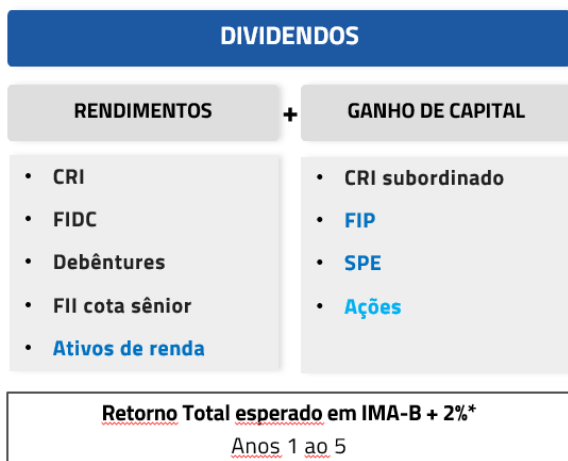 DIVIDENDOS
RENDIMENTOS + GANHO DE CAPITAL
• CRI
• FIDC
• Debêntures
• FII cota sênior
• Ativos de renda
• CRI subordinado
• FIP
• SPE
• Ações
Retorno Total esperado em IMA-B + 2%*
Anos 1 ao 5